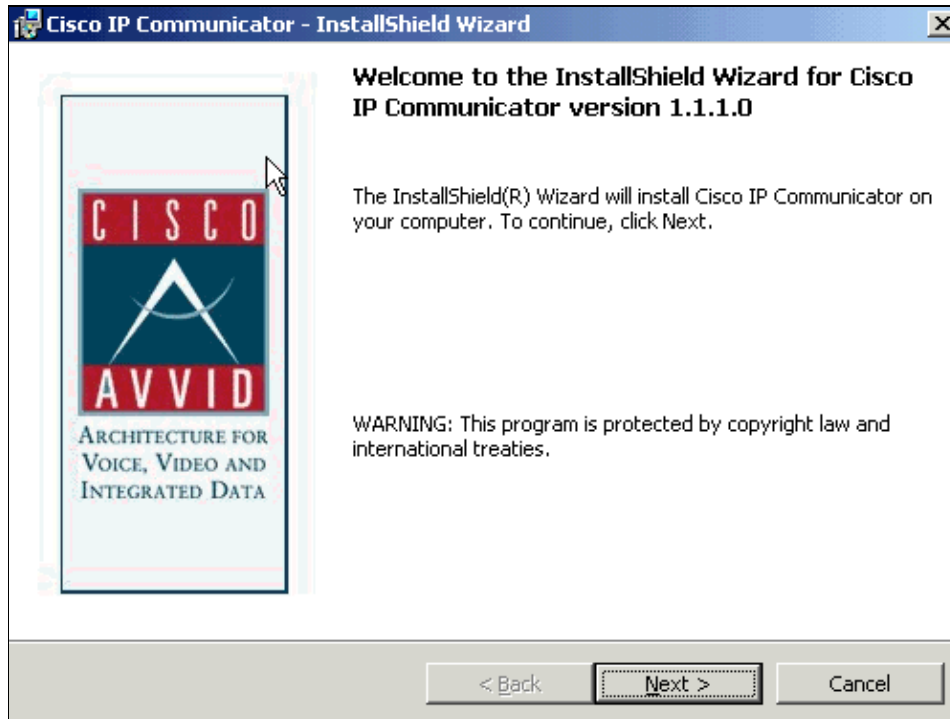 Cisco IP Communicator - InstallShield Wizard
Welcome to the InstallShield Wizard for Cisco
IP Communicator version 1.1.1.0
The InstallShield(R) Wizard will install Cisco IP Communicator on
your computer. To continue, click Next.
WARNING: This program is protected by copyright law and
international treaties.
CISCO
AVVID
ARCHITECTURE FOR
VOICE, VIDEO AND
INTEGRATED DATA
< Back
Next >
Cancel